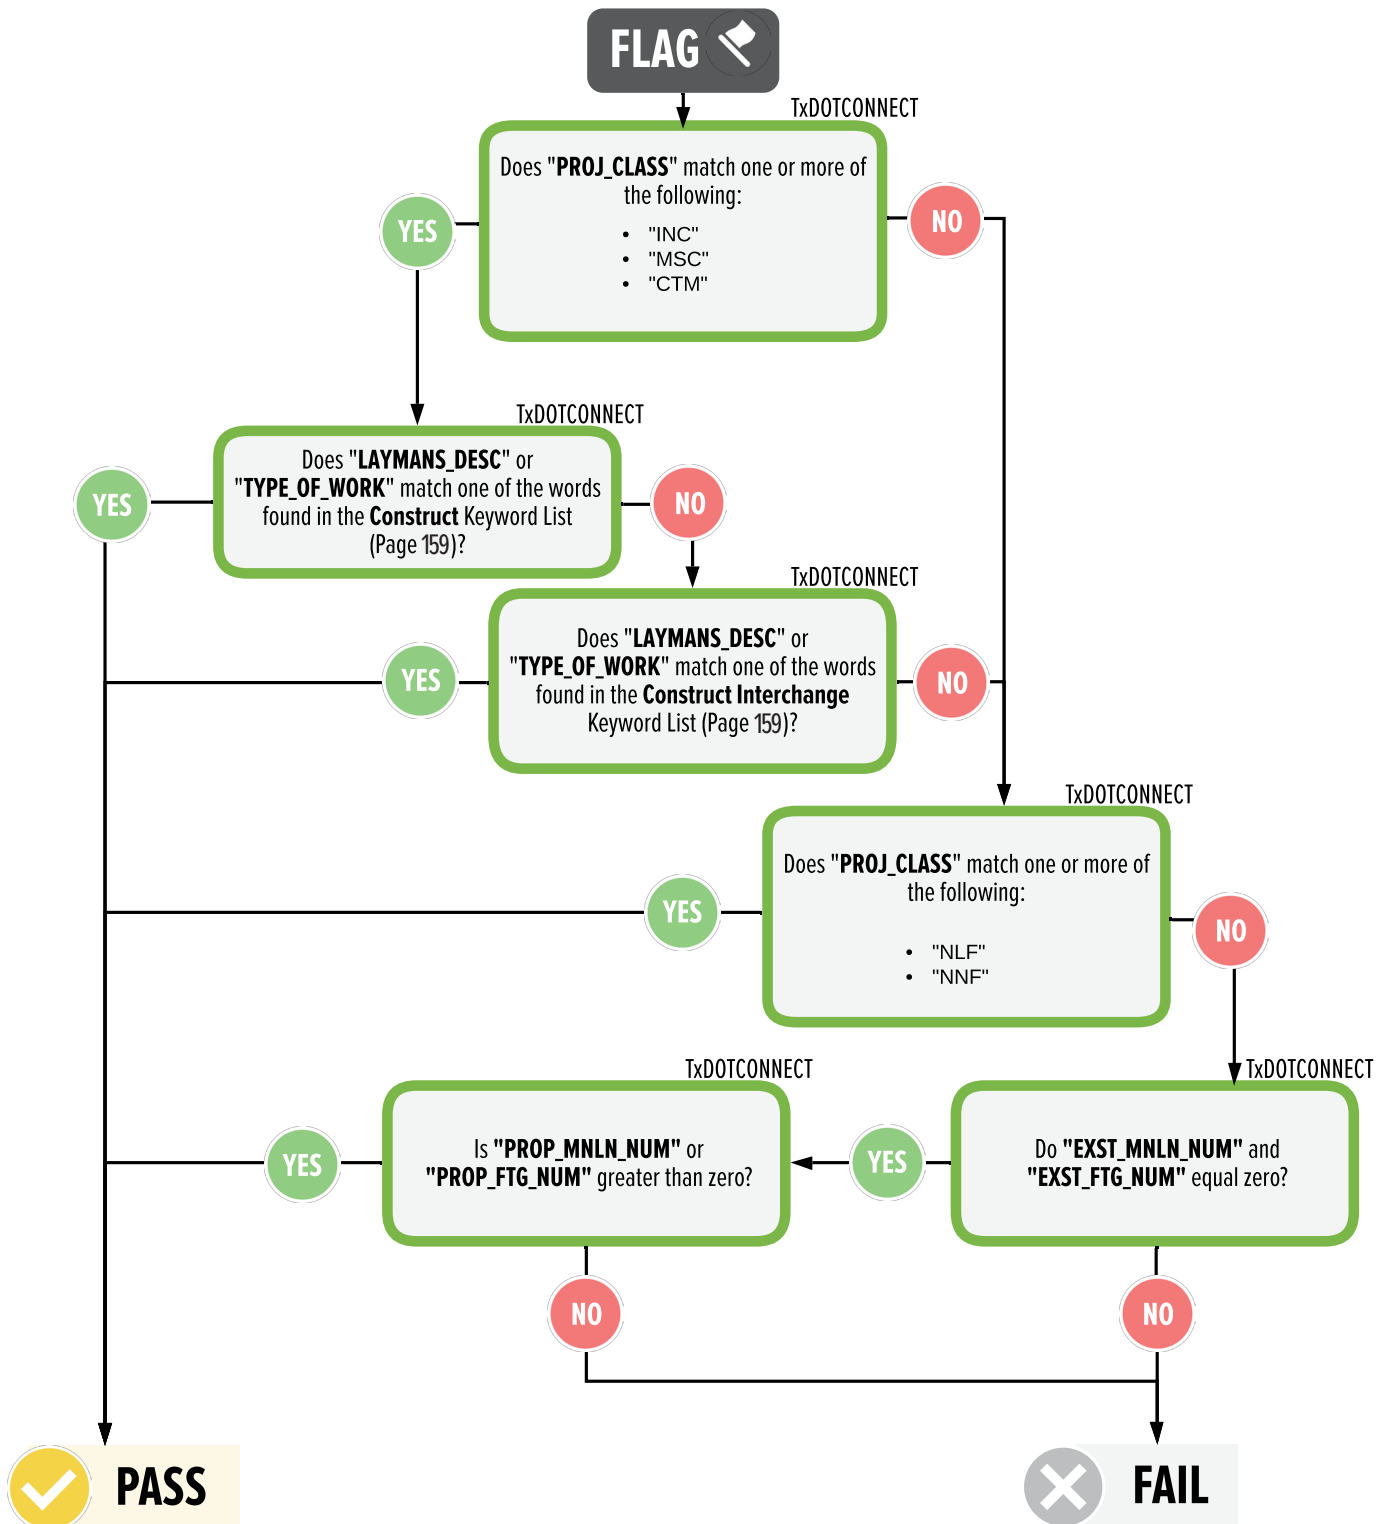 FLAG
TxDOTCONNECT
Does "PROJ_CLASS" match one or more of
the following:
• "INC"
• "MSC"
• "CTM"
YES
NO
TxDOTCONNECT
Does "LAYMANS_DESC" or
"TYPE_OF_WORK" match one of the words
found in the Construct Keyword List
(Page 159)?
YES
NO
TxDOTCONNECT
Does "LAYMANS_DESC" or
"TYPE_OF_WORK" match one of the words
found in the Construct Interchange
Keyword List (Page 159)?
YES
NO
TxDOTCONNECT
Does "PROJ_CLASS" match one or more of
the following:
• "NLF"
• "NNF"
YES
NO
TxDOTCONNECT
Do "EXST_MNLN_NUM" and
"EXST_FTG_NUM" equal zero?
YES
NO
TxDOTCONNECT
Is "PROP_MNLN_NUM" or
"PROP_FTG_NUM" greater than zero?
YES
NO
PASS
FAIL